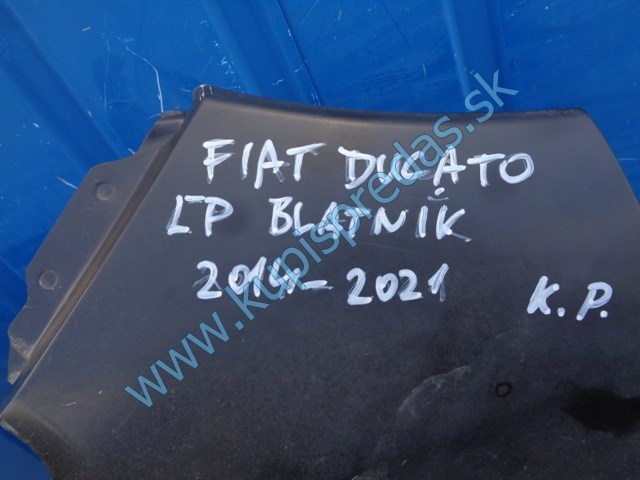 FIAT DUCATO
LP BLATNÍK
2014-2021
K.P.
www.kupispredas.sk